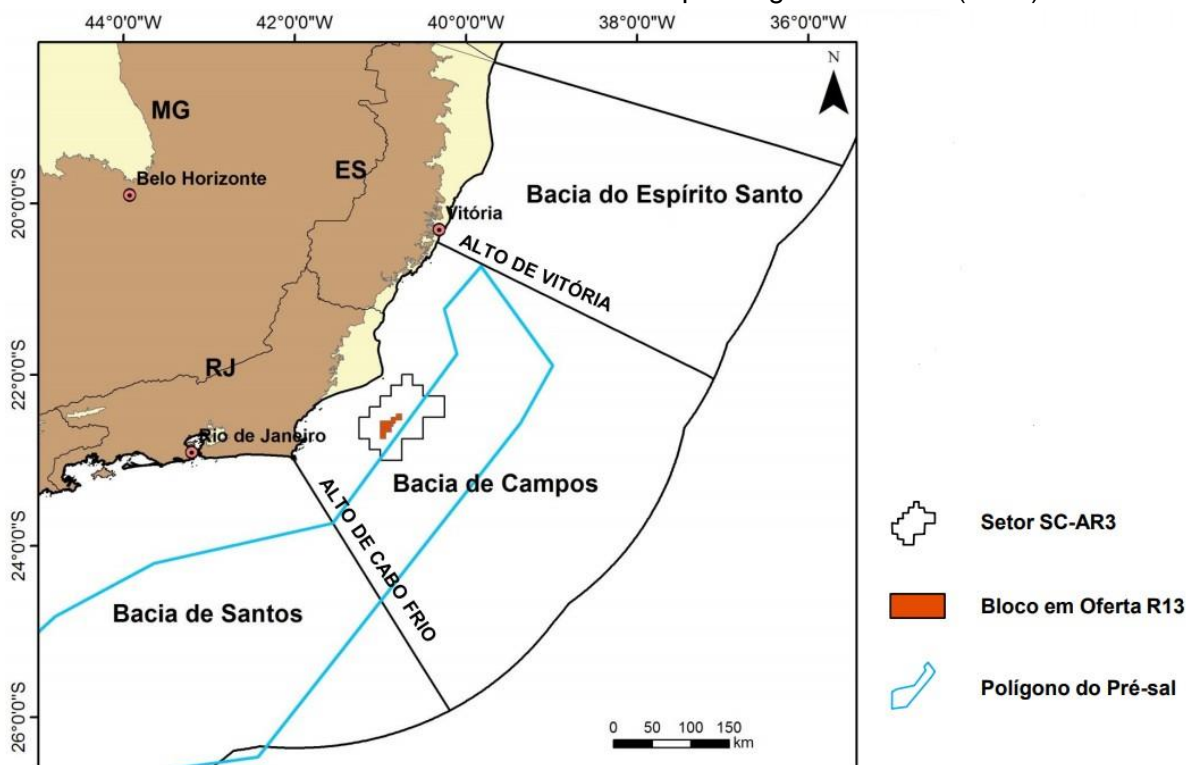 44°0'0"W 42°0'0"W 40°0'0"W 38°0'0"W 36°0'0"W
N
MG
Belo Horizonte
ES
20°0'0"S
Bacia do Espírito Santo
Vitória
ALTO DE VITÓRIA
22°0'0"S
RJ
Rio de Janeiro
Bacia de Campos
ALTO DE CABO FRIO
24°0'0"S
Bacia de Santos
26°0'0"S
0 50 100 150
km
Setor SC-AR3
Bloco em Oferta R13
Polígono do Pré-sal